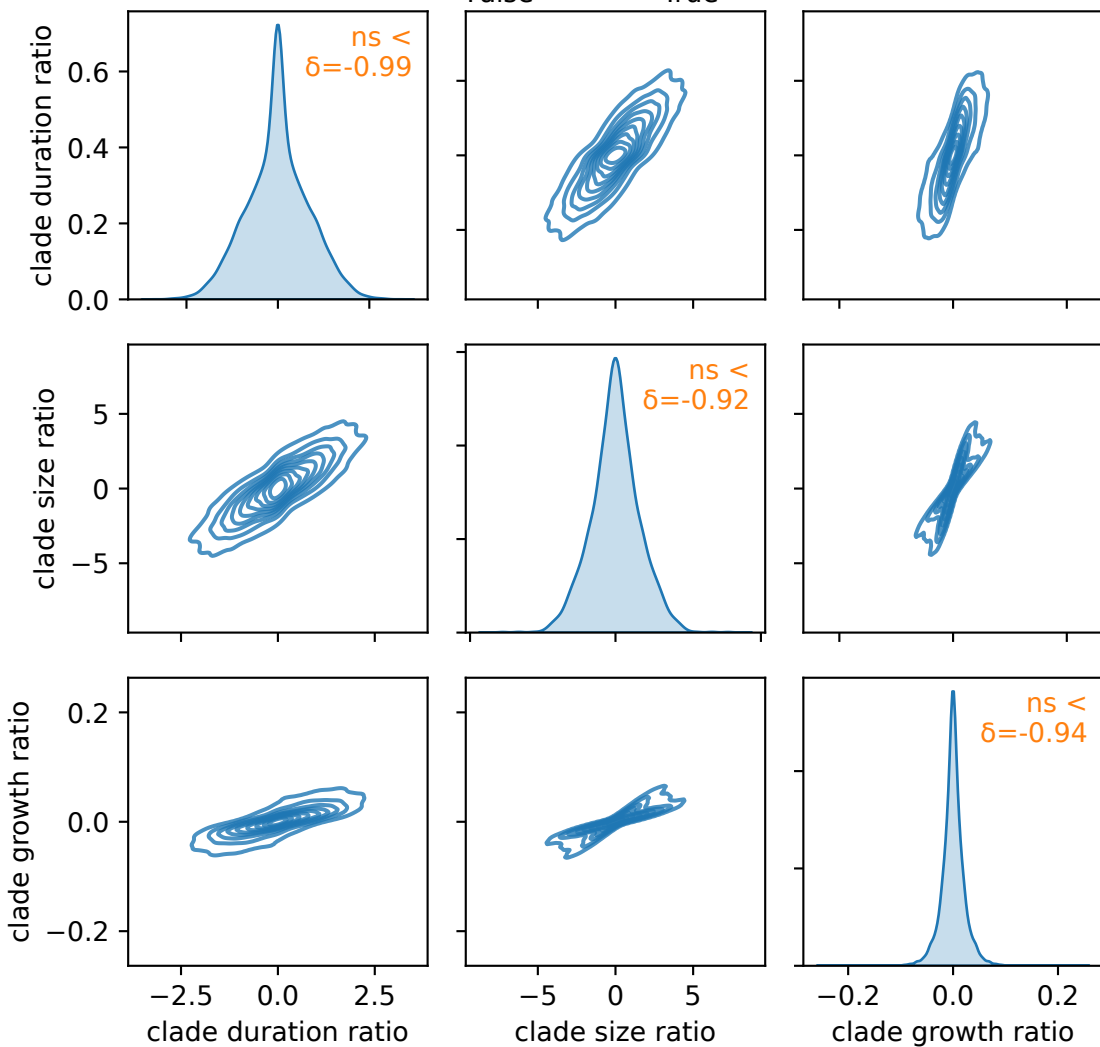 clade duration ratio
0.6
0.4
0.2
0.0
ns <
δ=-0.99
clade size ratio
5
0
−5
ns <
δ=-0.92
clade growth ratio
0.2
0.0
−0.2
ns <
δ=-0.94
−2.5 0.0 2.5
−5 0 5
−0.2 0.0 0.2
clade duration ratio
clade size ratio
clade growth ratio